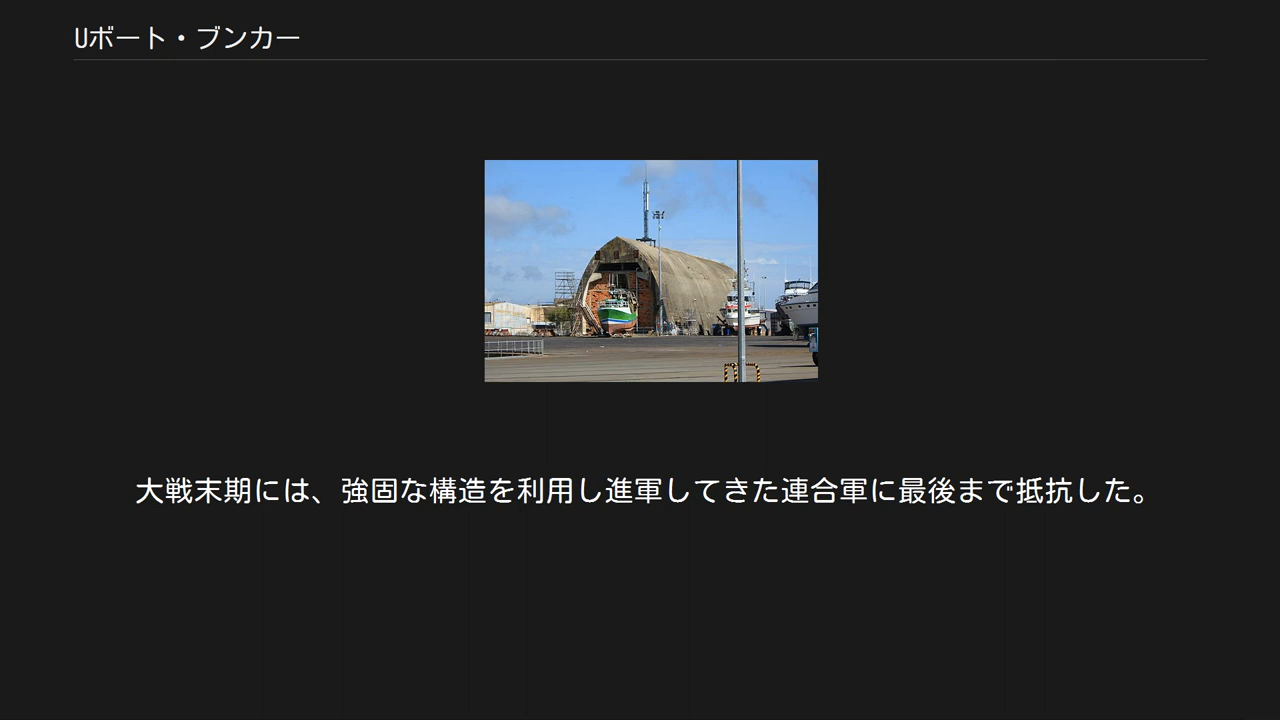 Uボート・ブンカー
大戦末期には、強固な構造を利用し進軍してきた連合軍に最後まで抵抗した。